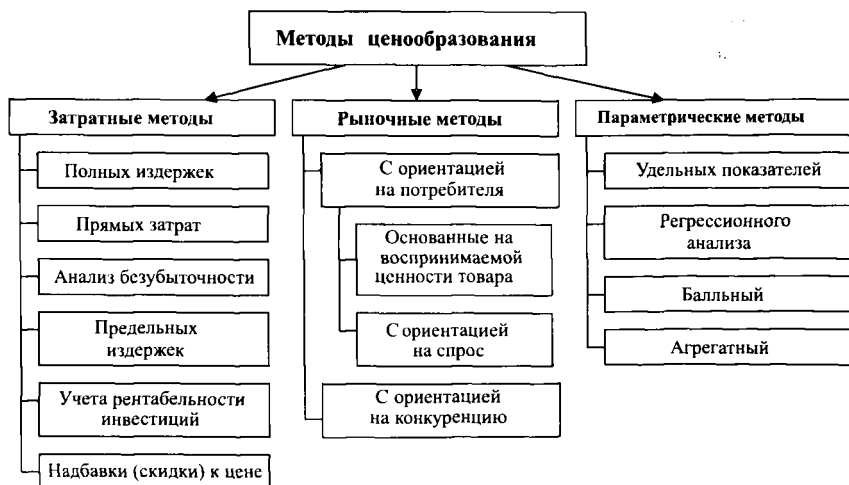 Методы ценообразования
Затратные методы
Полных издержек
Прямых затрат
Анализ безубыточности
Предельных
издержек
Учета рентабельности
инвестиций
Надбавки (скидки) к цене
Рыночные методы
С ориентацией
на потребителя
Основанные на
воспринимаемой
ценности товара
С ориентацией
на спрос
С ориентацией
на конкуренцию
Параметрические методы
Удельных показателей
Регрессионного
анализа
Балльный
Агрегатный